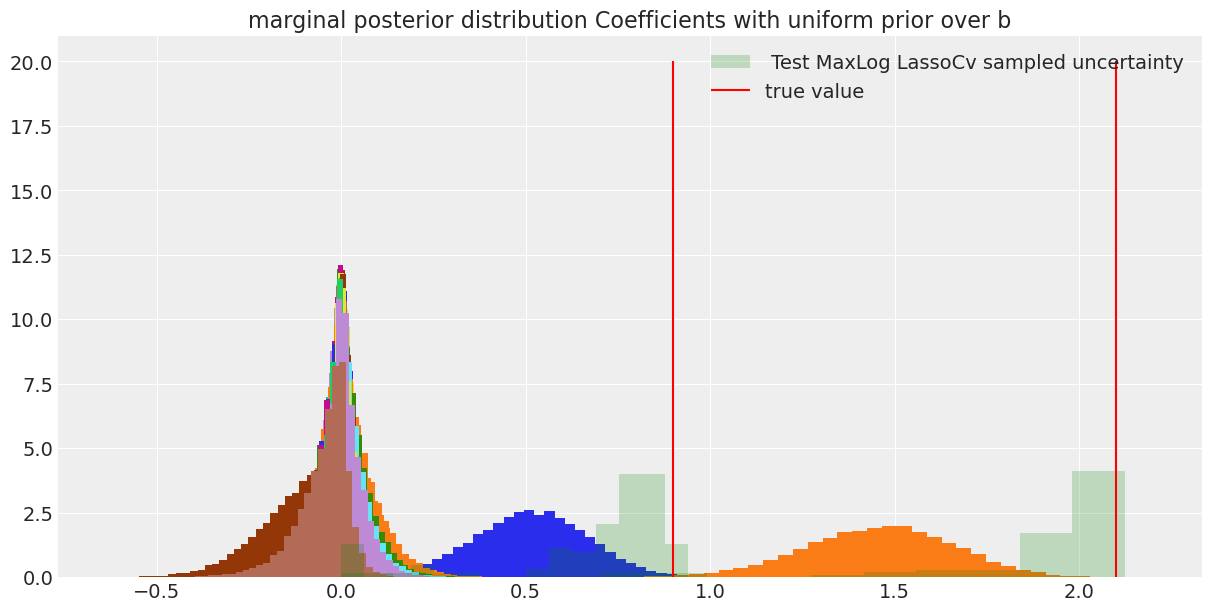 marginal posterior distribution Coefficients with uniform prior over b
Test MaxLog LassoCv sampled uncertainty
true value
20.0
17.5
15.0
12.5
10.0
7.5
5.0
2.5
0.0
−0.5 0.0 0.5 1.0 1.5 2.0